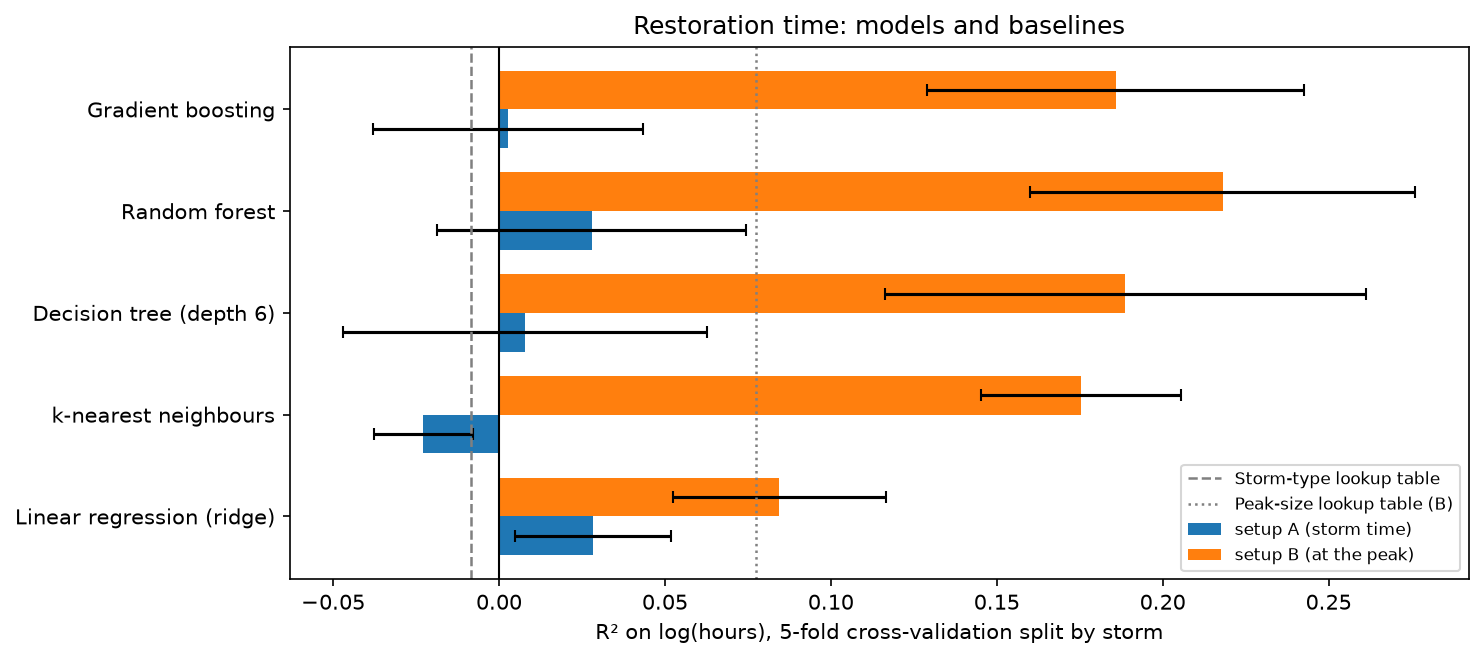 Restoration time: models and baselines
Gradient boosting
Random forest
Decision tree (depth 6)
k-nearest neighbours
Linear regression (ridge)
Storm-type lookup table
Peak-size lookup table (B)
setup A (storm time)
setup B (at the peak)
−0.05 0.00 0.05 0.10 0.15 0.20 0.25
R² on log(hours), 5-fold cross-validation split by storm